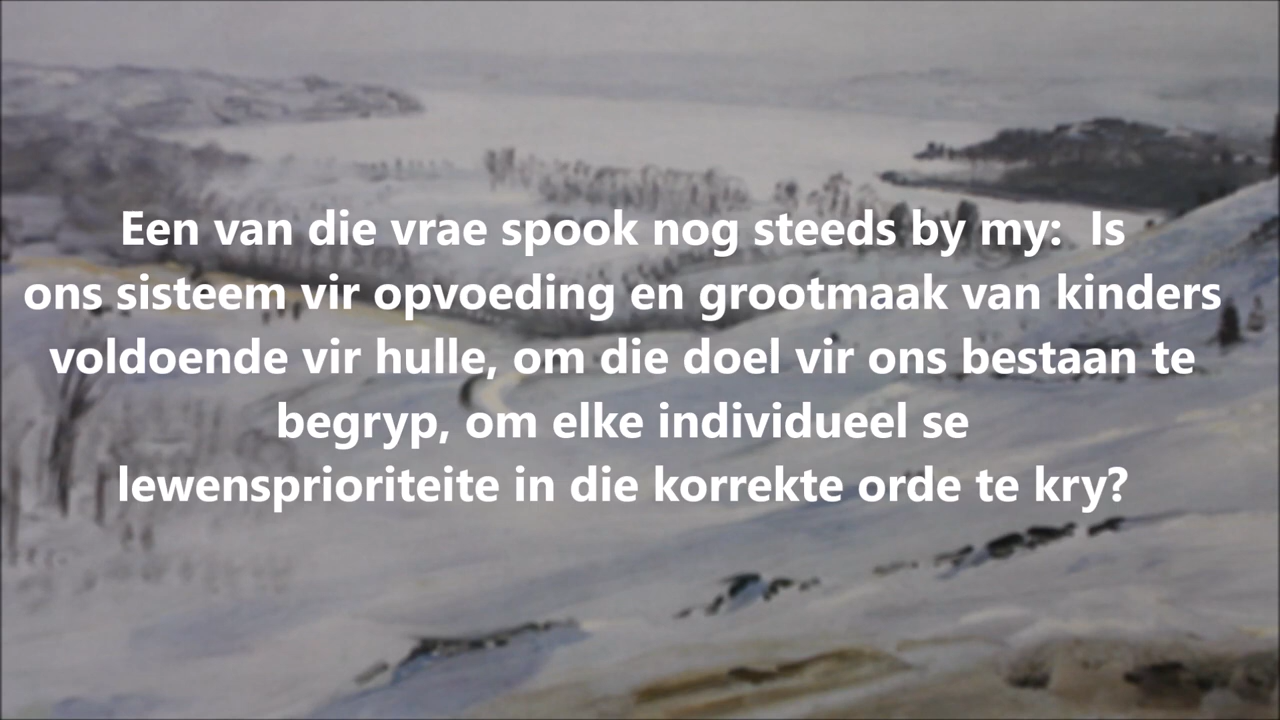 Een van die vrae spook nog steeds by my:  Is
ons sisteem vir opvoeding en grootmaak van kinders
voldoende vir hulle, om die doel vir ons bestaan te
begryp, om elke individueel se
lewensprioriteite in die korrekte orde te kry?